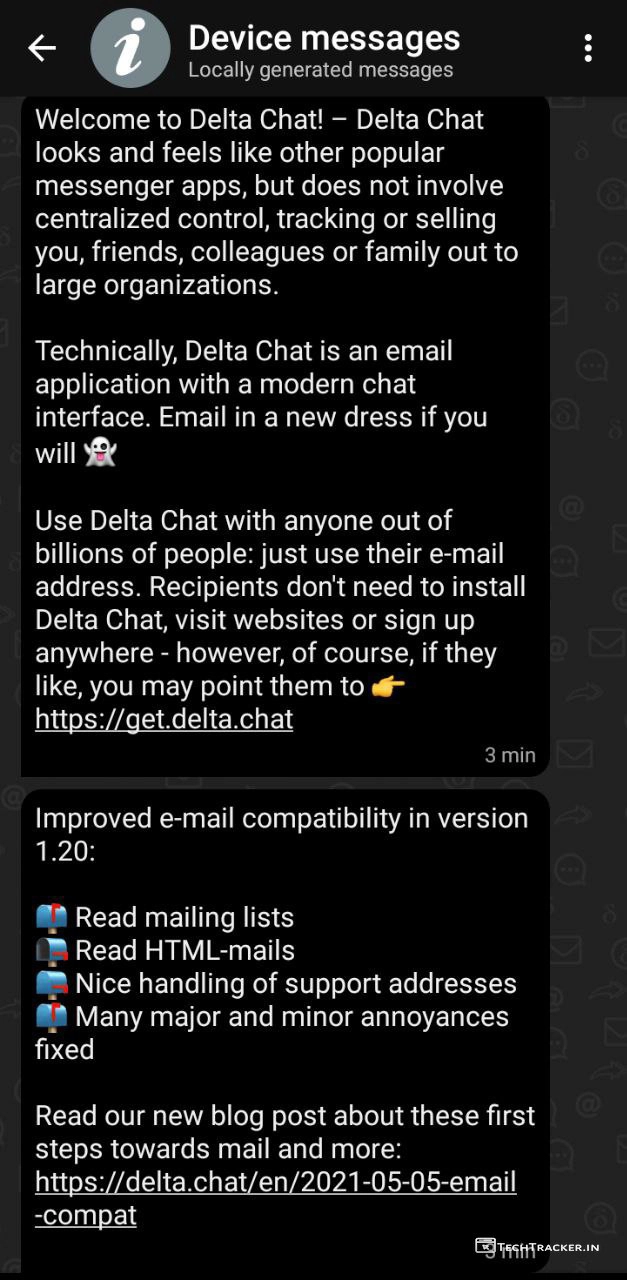 Device messages
Locally generated messages
Welcome to Delta Chat! – Delta Chat
looks and feels like other popular
messenger apps, but does not involve
centralized control, tracking or selling
you, friends, colleagues or family out to
large organizations.
Technically, Delta Chat is an email
application with a modern chat
interface. Email in a new dress if you
will 👻
Use Delta Chat with anyone out of
billions of people: just use their e-mail
address. Recipients don't need to install
Delta Chat, visit websites or sign up
anywhere - however, of course, if they
like, you may point them to 👉
https://get.delta.chat
3 min
Improved e-mail compatibility in version
1.20:
📫 Read mailing lists
📭 Read HTML-mails
📪 Nice handling of support addresses
📫 Many major and minor annoyances
fixed
Read our new blog post about these first
steps towards mail and more:
https://delta.chat/en/2021-05-05-email
-compat
TECHTRACKER.IN
3 min